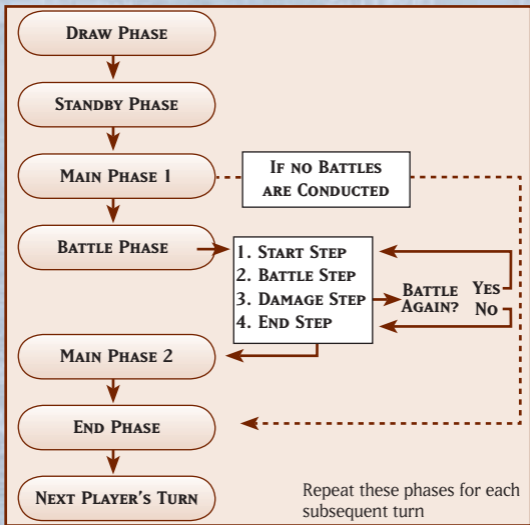 DRAW PHASE
STANDBY PHASE
MAIN PHASE 1
IF NO BATTLES
ARE CONDUCTED
BATTLE PHASE
1. START STEP
2. BATTLE STEP
3. DAMAGE STEP
4. END STEP
BATTLE
AGAIN?
YES
NO
MAIN PHASE 2
END PHASE
NEXT PLAYER'S TURN
Repeat these phases for each
subsequent turn